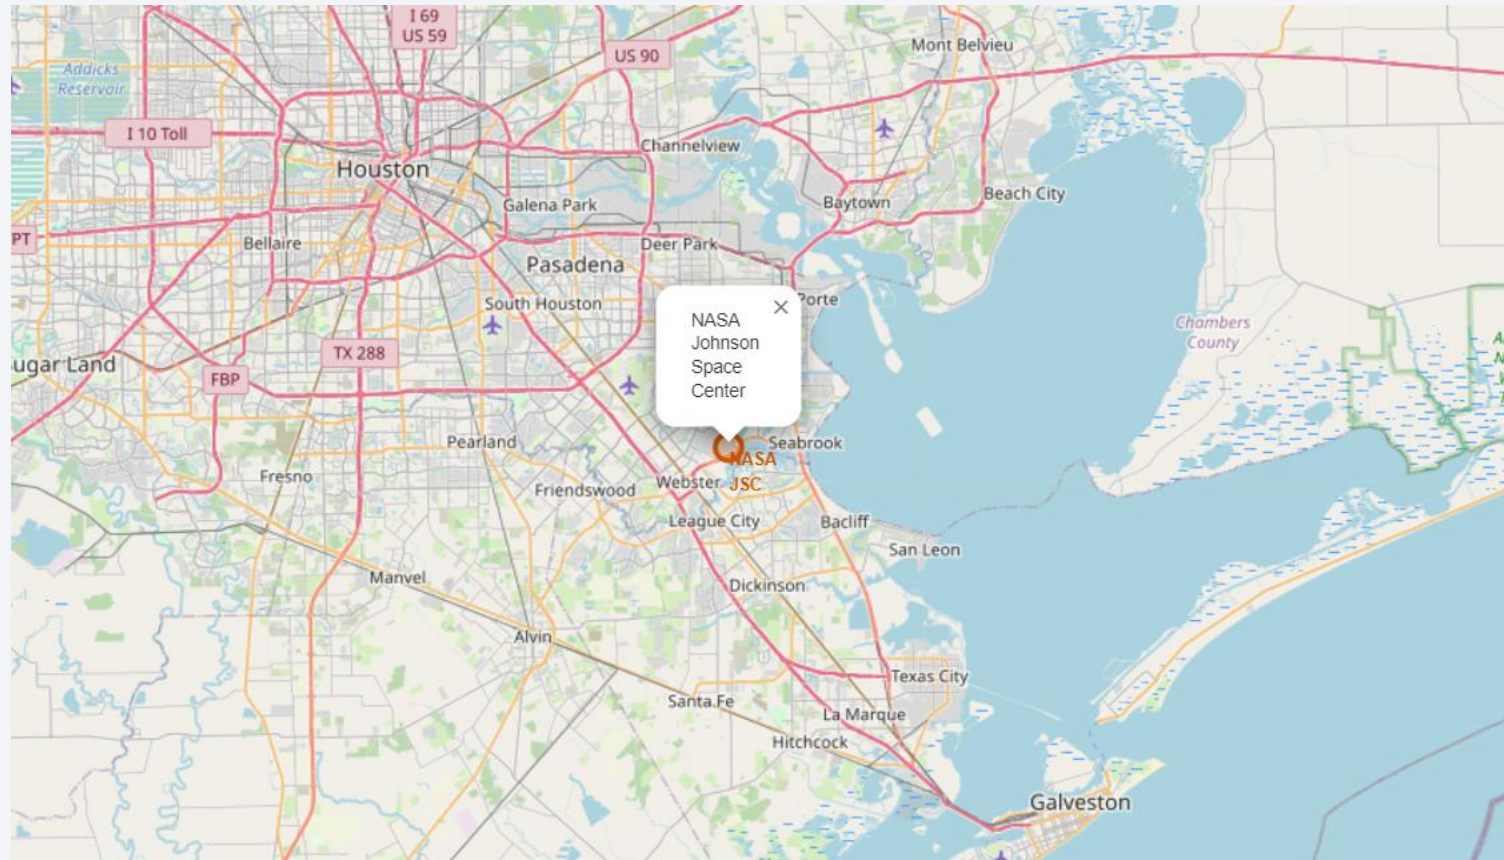 I 69
US 59
Mont Belvieu
US 90
Addicks
Reservoir
I 10 Toll
Channelview
Houston
Beach City
Baytown
Galena Park
PT
Bellaire
Deer Park
Pasadena
South Houston
Porte
NASA
Johnson
Space
Center
×
Chambers
County
TX 288
ugar Land
FBP
Pearland
Seabrook
NASA
JSC
Fresno
Friendswood
Webster
League City
Bacliff
San Leon
Manvel
Dickinson
Alvin
Texas City
Santa Fe
La Marque
Hitchcock
Galveston